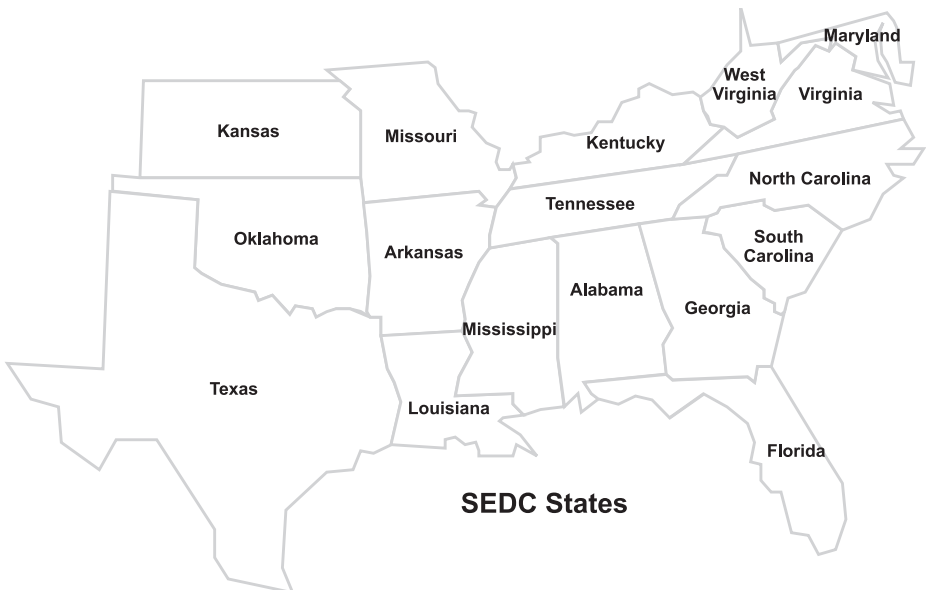 Maryland
West
Virginia
Virginia
Kansas
Missouri
Kentucky
North Carolina
Tennessee
Oklahoma
Arkansas
South
Carolina
Alabama
Georgia
Mississippi
Texas
Louisiana
Florida
SEDC States